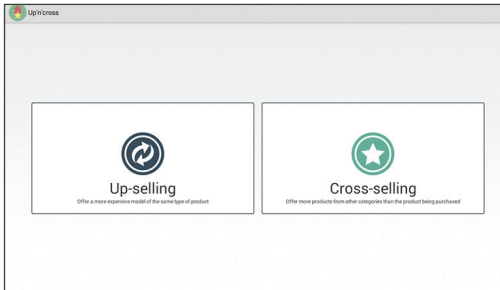 Up'n'cross
Up-selling
Offer a more expensive model of the same type of product
Cross-selling
Offer more products from other categories than the product being purchased